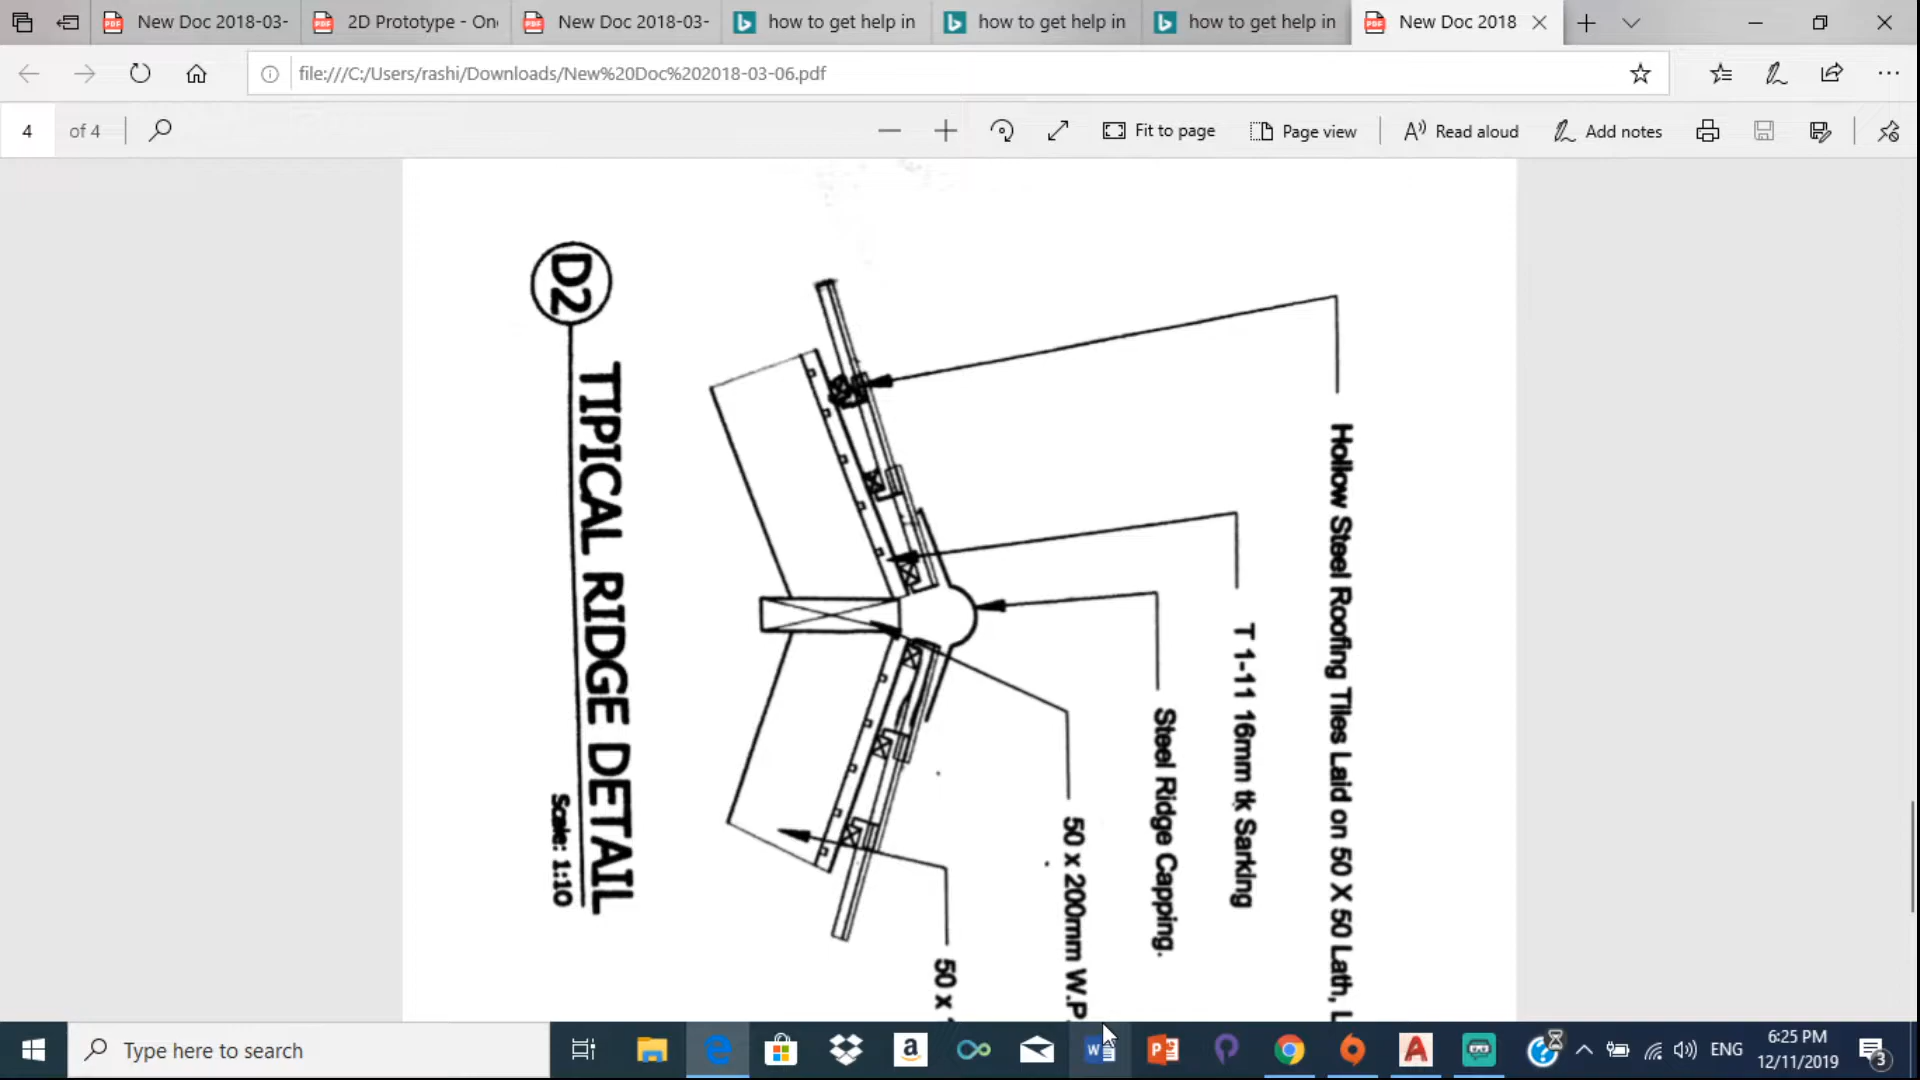 New Doc 2018-03-
2D Prototype - On
New Doc 2018-03-
how to get help in
how to get help in
how to get help in
New Doc 2018
file:///C:/Users/rashi/Downloads/New%20Doc%202018-03-06.pdf
4 of 4
Fit to page
Page view
Read aloud
Add notes
Hollow Steel Roofing Tiles Laid on 50 X 50 Lath, L
T 1-11 16mm tk Sarking
Steel Ridge Capping.
50 x 200mm W.P.
50 x
D2
TIPICAL RIDGE DETAIL
Scale: 1:10
Type here to search
ENG
6:25 PM
12/11/2019
3